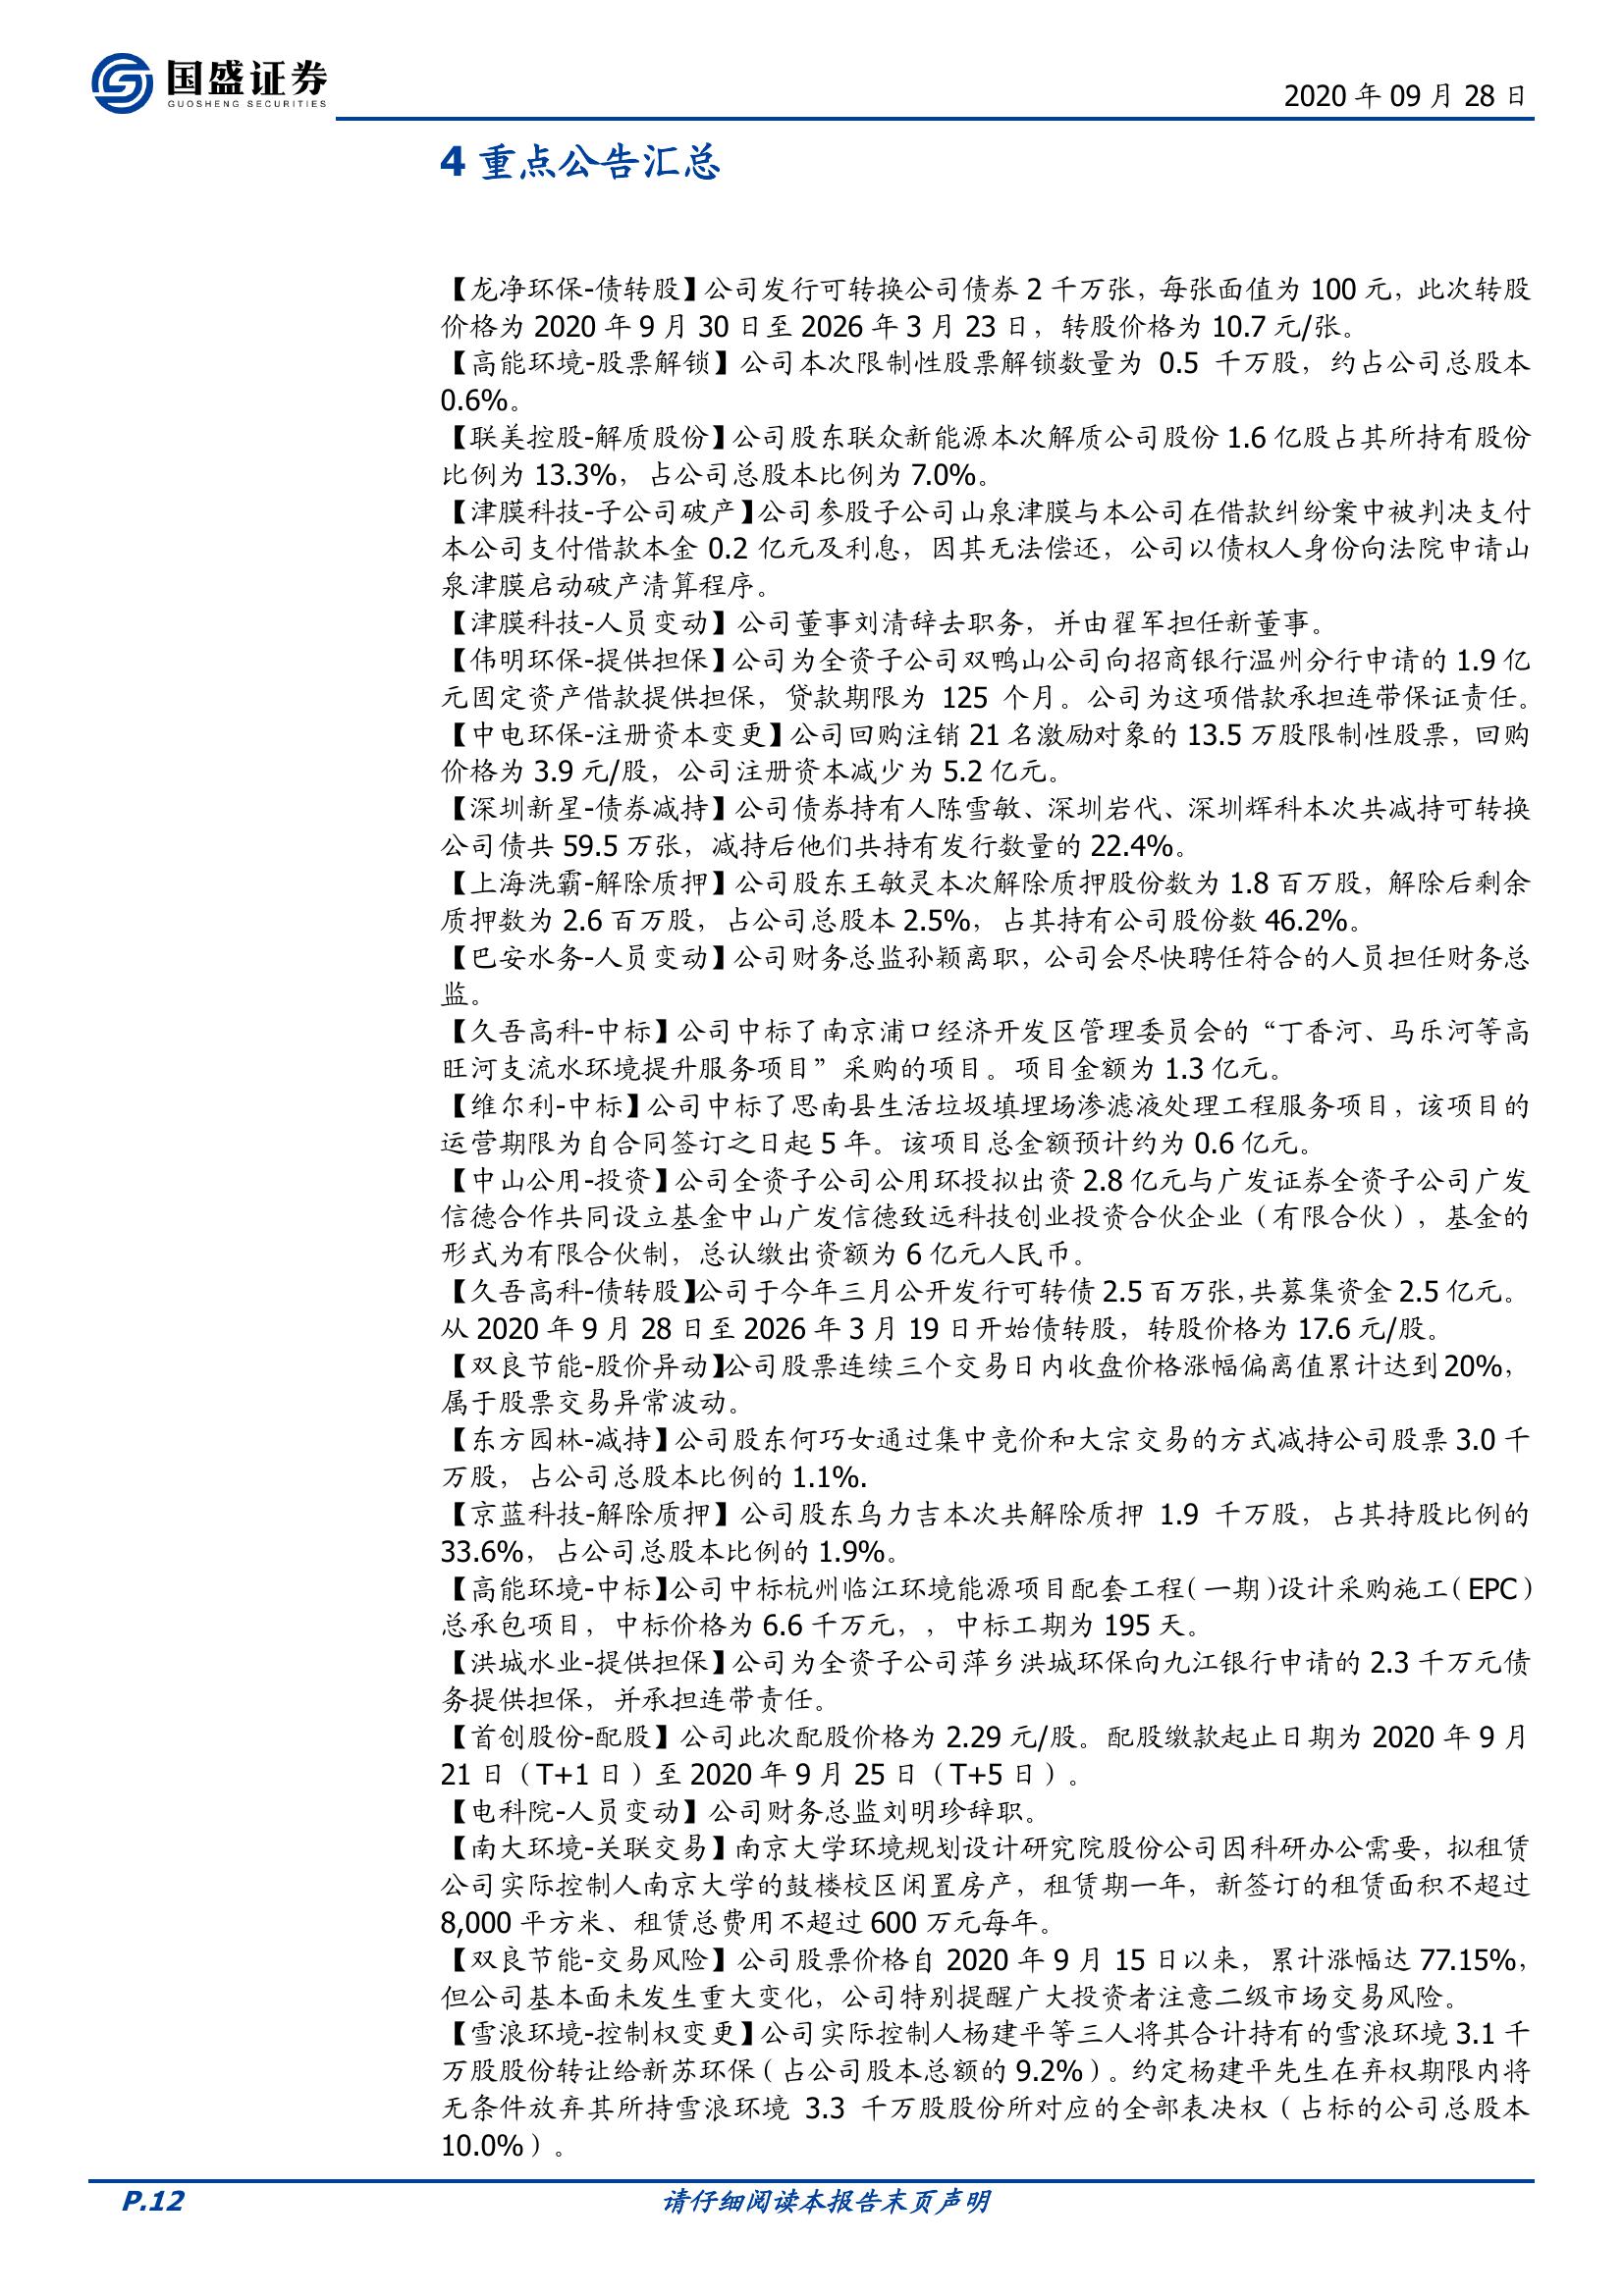 国盛证券
GUOSHENG SECURITIES
2020 年 09 月 28 日
4 重点公告汇总
【龙净环保-债转股】公司发行可转换公司债券 2 千万张，每张面值为 100 元，此次转股
价格为 2020 年 9 月 30 日至 2026 年 3 月 23 日，转股价格为 10.7 元/张。
【高能环境-股票解锁】公司本次限制性股票解锁数量为 0.5 千万股，约占公司总股本
0.6%。
【联美控股-解质股份】公司股东联众新能源本次解质公司股份 1.6 亿股占其所持有股份
比例为 13.3%，占公司总股本比例为 7.0%。
【津膜科技-子公司破产】公司参股子公司山泉津膜与本公司在借款纠纷案中被判决支付
本公司支付借款本金 0.2 亿元及利息，因其无法偿还，公司以债权人身份向法院申请山
泉津膜启动破产清算程序。
【津膜科技-人员变动】公司董事刘清辞去职务，并由翟军担任新董事。
【伟明环保-提供担保】公司为全资子公司双鸭山公司向招商银行温州分行申请的 1.9 亿
元固定资产借款提供担保，贷款期限为 125 个月。公司为这项借款承担连带保证责任。
【中电环保-注册资本变更】公司回购注销 21 名激励对象的 13.5 万股限制性股票，回购
价格为 3.9 元/股，公司注册资本减少为 5.2 亿元。
【深圳新星-债券减持】公司债券持有人陈雪敏、深圳岩代、深圳辉科本次共减持可转换
公司债共 59.5 万张，减持后他们共持有发行数量的 22.4%。
【上海洗霸-解除质押】公司股东王敏灵本次解除质押股份数为 1.8 百万股，解除后剩余
质押数为 2.6 百万股，占公司总股本 2.5%，占其持有公司股份数 46.2%。
【巴安水务-人员变动】公司财务总监孙颖离职，公司会尽快聘任符合的人员担任财务总
监。
【久吾高科-中标】公司中标了南京浦口经济开发区管理委员会的“丁香河、马乐河等高
旺河支流水环境提升服务项目”采购的项目。项目金额为 1.3 亿元。
【维尔利-中标】公司中标了思南县生活垃圾填埋场渗滤液处理工程服务项目，该项目的
运营期限为自合同签订之日起 5 年。该项目总金额预计约为 0.6 亿元。
【中山公用-投资】公司全资子公司公用环投拟出资 2.8 亿元与广发证券全资子公司广发
信德合作共同设立基金中山广发信德致远科技创业投资合伙企业（有限合伙），基金的
形式为有限合伙制，总认缴出资额为 6 亿元人民币。
【久吾高科-债转股】公司于今年三月公开发行可转债 2.5 百万张，共募集资金 2.5 亿元。
从 2020 年 9 月 28 日至 2026 年 3 月 19 日开始债转股，转股价格为 17.6 元/股。
【双良节能-股价异动】公司股票连续三个交易日内收盘价格涨幅偏离值累计达到 20%，
属于股票交易异常波动。
【东方园林-减持】公司股东何巧女通过集中竞价和大宗交易的方式减持公司股票 3.0 千
万股，占公司总股本比例的 1.1%.
【京蓝科技-解除质押】公司股东乌力吉本次共解除质押 1.9 千万股，占其持股比例的
33.6%，占公司总股本比例的 1.9%。
【高能环境-中标】公司中标杭州临江环境能源项目配套工程（一期）设计采购施工（EPC）
总承包项目，中标价格为 6.6 千万元，，中标工期为 195 天。
【洪城水业-提供担保】公司为全资子公司萍乡洪城环保向九江银行申请的 2.3 千万元债
务提供担保，并承担连带责任。
【首创股份-配股】公司此次配股价格为 2.29 元/股。配股缴款起止日期为 2020 年 9 月
21 日（T+1 日）至 2020 年 9 月 25 日（T+5 日）。
【电科院-人员变动】公司财务总监刘明珍辞职。
【南大环境-关联交易】南京大学环境规划设计研究院股份公司因科研办公需要，拟租赁
公司实际控制人南京大学的鼓楼校区闲置房产，租赁期一年，新签订的租赁面积不超过
8,000 平方米、租赁总费用不超过 600 万元每年。
【双良节能-交易风险】公司股票价格自 2020 年 9 月 15 日以来，累计涨幅达 77.15%，
但公司基本面未发生重大变化，公司特别提醒广大投资者注意二级市场交易风险。
【雪浪环境-控制权变更】公司实际控制人杨建平等三人将其合计持有的雪浪环境 3.1 千
万股股份转让给新苏环保（占公司股本总额的 9.2%）。约定杨建平先生在弃权期限内将
无条件放弃其所持雪浪环境 3.3 千万股股份所对应的全部表决权（占标的公司总股本
10.0%）。
P.12
请仔细阅读本报告末页声明